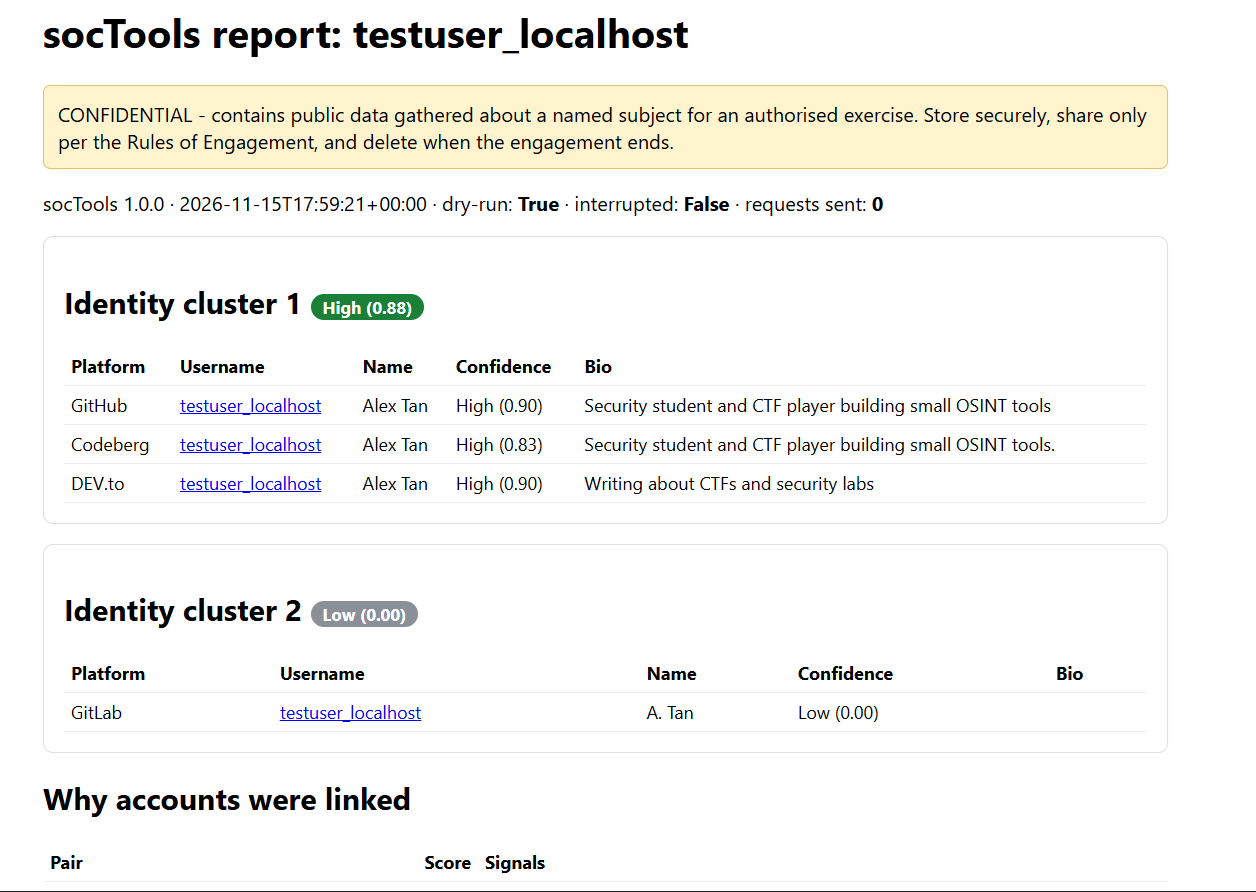 socTools report: testuser_localhost
CONFIDENTIAL - contains public data gathered about a named subject for an authorised exercise. Store securely, share only
per the Rules of Engagement, and delete when the engagement ends.
socTools 1.0.0 · 2026-11-15T17:59:21+00:00 · dry-run: True · interrupted: False · requests sent: 0
Identity cluster 1 High (0.88)
Platform Username Name Confidence Bio
GitHub testuser_localhost Alex Tan High (0.90) Security student and CTF player building small OSINT tools
Codeberg testuser_localhost Alex Tan High (0.83) Security student and CTF player building small OSINT tools.
DEV.to testuser_localhost Alex Tan High (0.90) Writing about CTFs and security labs
Identity cluster 2 Low (0.00)
Platform Username Name Confidence Bio
GitLab testuser_localhost A. Tan Low (0.00)
Why accounts were linked
Pair Score Signals